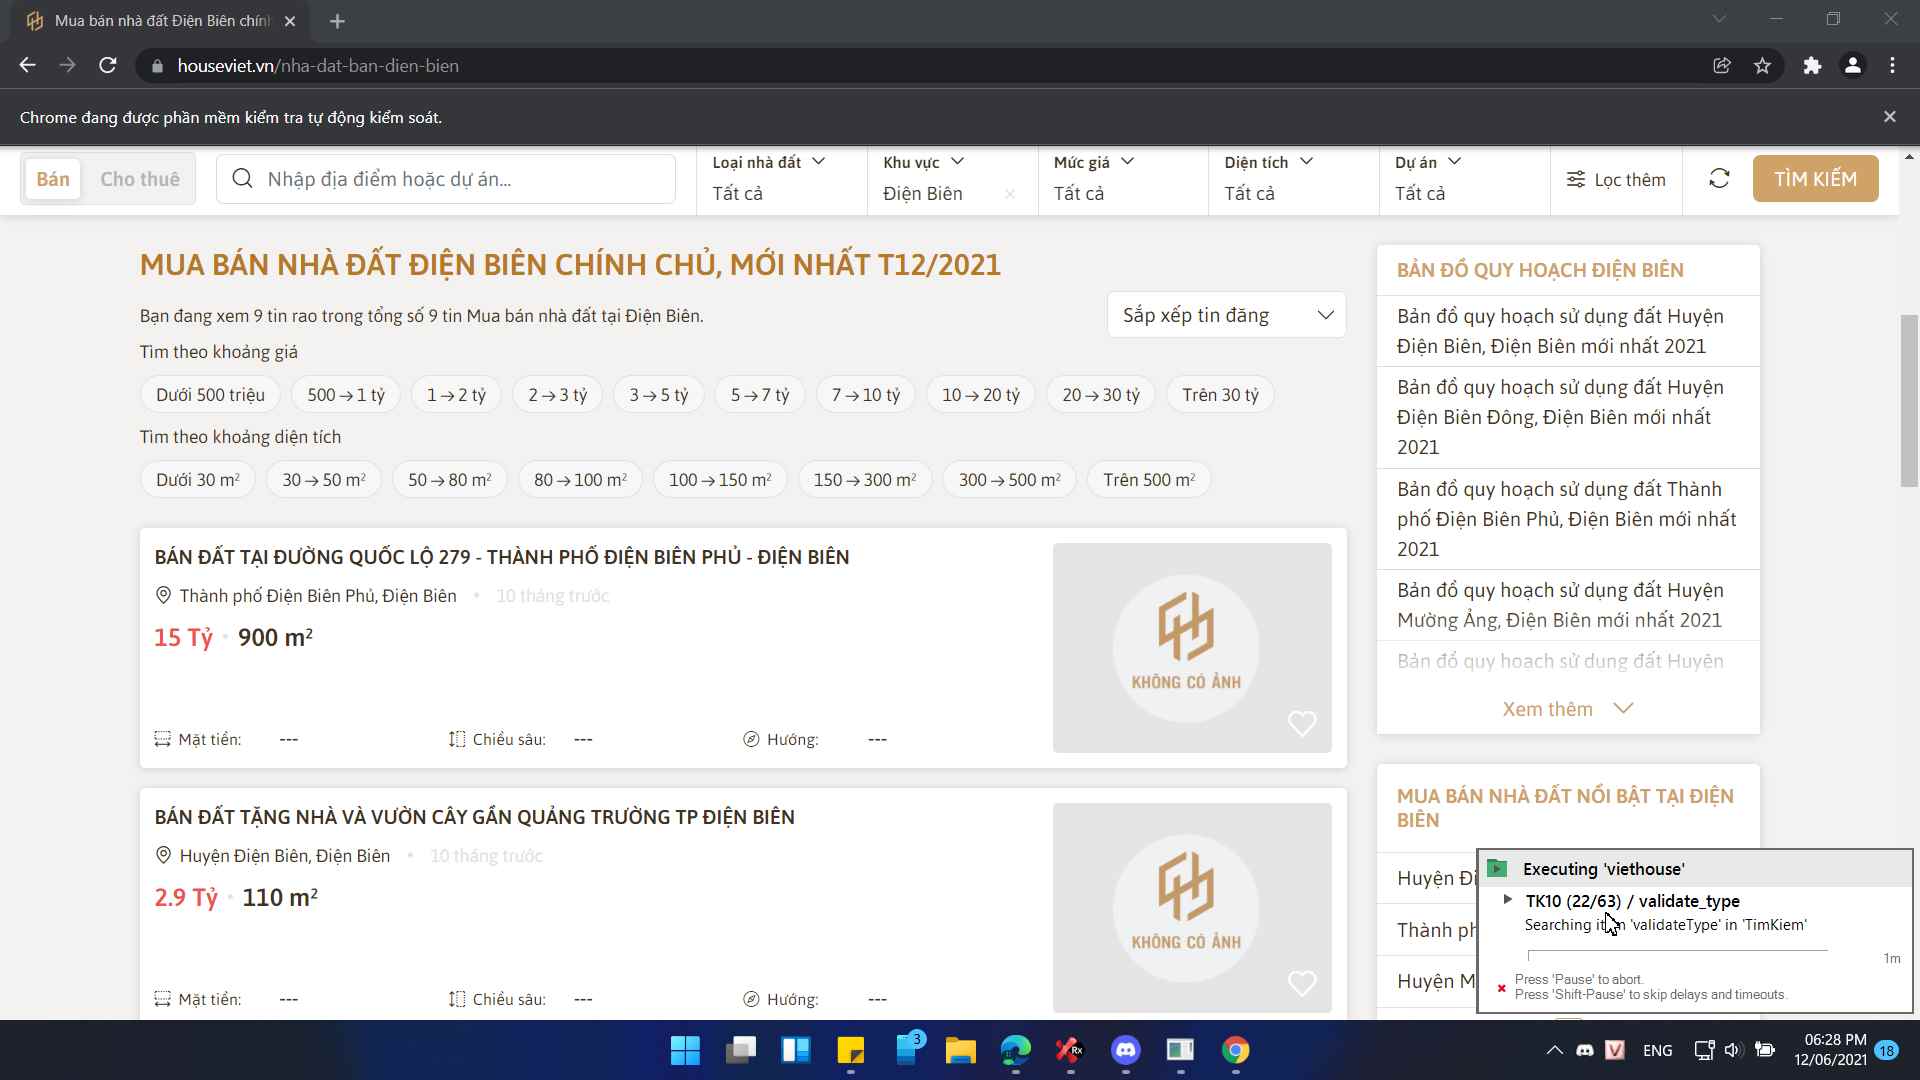 Mua bán nhà đất Điện Biên chính
houseviet.vn/nha-dat-ban-dien-bien
Chrome đang được phần mềm kiểm tra tự động kiểm soát.
Bán
Cho thuê
Nhập địa điểm hoặc dự án...
Loại nhà đất
Tất cả
Khu vực
Điện Biên
Mức giá
Tất cả
Diện tích
Tất cả
Dự án
Tất cả
Lọc thêm
TÌM KIẾM
MUA BÁN NHÀ ĐẤT ĐIỆN BIÊN CHÍNH CHỦ, MỚI NHẤT T12/2021
Bạn đang xem 9 tin rao trong tổng số 9 tin Mua bán nhà đất tại Điện Biên.
Sắp xếp tin đăng
Tìm theo khoảng giá
Dưới 500 triệu
500 → 1 tỷ
1 → 2 tỷ
2 → 3 tỷ
3 → 5 tỷ
5 → 7 tỷ
7 → 10 tỷ
10 → 20 tỷ
20 → 30 tỷ
Trên 30 tỷ
Tìm theo khoảng diện tích
Dưới 30 m²
30 → 50 m²
50 → 80 m²
80 → 100 m²
100 → 150 m²
150 → 300 m²
300 → 500 m²
Trên 500 m²
BÁN ĐẤT TẠI ĐƯỜNG QUỐC LỘ 279 - THÀNH PHỐ ĐIỆN BIÊN PHỦ - ĐIỆN BIÊN
Thành phố Điện Biên Phủ, Điện Biên • 10 tháng trước
15 Tỷ • 900 m²
Mặt tiền: ---
Chiều sâu: ---
Hướng: ---
KHÔNG CÓ ẢNH
BÁN ĐẤT TẶNG NHÀ VÀ VƯỜN CÂY GẦN QUẢNG TRƯỜNG TP ĐIỆN BIÊN
Huyện Điện Biên, Điện Biên • 10 tháng trước
2.9 Tỷ • 110 m²
Mặt tiền: ---
Chiều sâu: ---
Hướng: ---
KHÔNG CÓ ẢNH
BẢN ĐỒ QUY HOẠCH ĐIỆN BIÊN
Bản đồ quy hoạch sử dụng đất Huyện
Điện Biên, Điện Biên mới nhất 2021
Bản đồ quy hoạch sử dụng đất Huyện
Điện Biên Đông, Điện Biên mới nhất
2021
Bản đồ quy hoạch sử dụng đất Thành
phố Điện Biên Phủ, Điện Biên mới nhất
2021
Bản đồ quy hoạch sử dụng đất Huyện
Mường Ảng, Điện Biên mới nhất 2021
Bản đồ quy hoạch sử dụng đất Huyện
Xem thêm
MUA BÁN NHÀ ĐẤT NỔI BẬT TẠI ĐIỆN
BIÊN
Huyện Đi
Thành ph
Huyện M
Executing 'viethouse'
TK10 (22/63) / validate_type
Searching item 'validateType' in 'TimKiem'
1m
Press 'Pause' to abort.
Press 'Shift-Pause' to skip delays and timeouts.
3
Rx
V
ENG
06:28 PM
12/06/2021
18